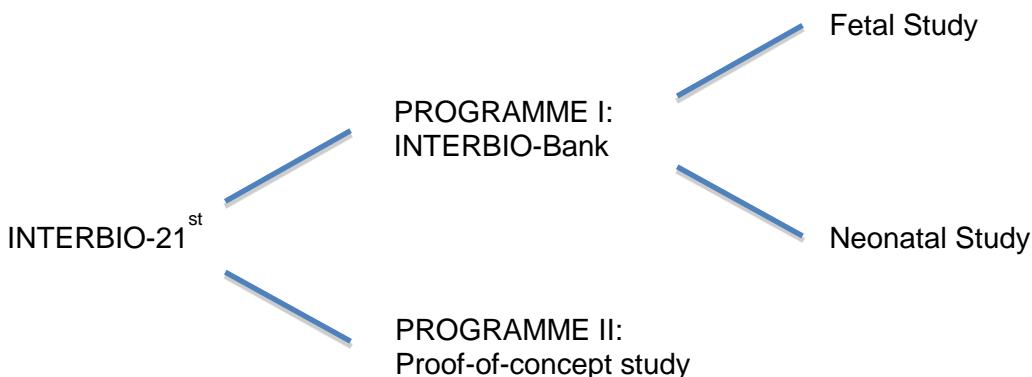 Fetal Study
PROGRAMME I:
INTERBIO-Bank
INTERBIO-21st
Neonatal Study
PROGRAMME II:
Proof-of-concept study